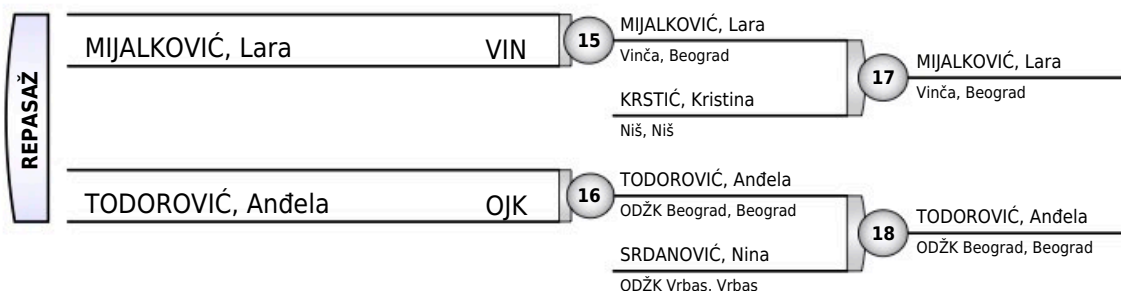 REPASAŽ
MIJALKOVIĆ, Lara VIN
15
MIJALKOVIĆ, Lara
Vinča, Beograd
KRSTIĆ, Kristina
Niš, Niš
17
MIJALKOVIĆ, Lara
Vinča, Beograd
TODOROVIĆ, Anđela OJK
16
TODOROVIĆ, Anđela
ODŽK Beograd, Beograd
SRDANOVIĆ, Nina
ODŽK Vrbas, Vrbas
18
TODOROVIĆ, Anđela
ODŽK Beograd, Beograd